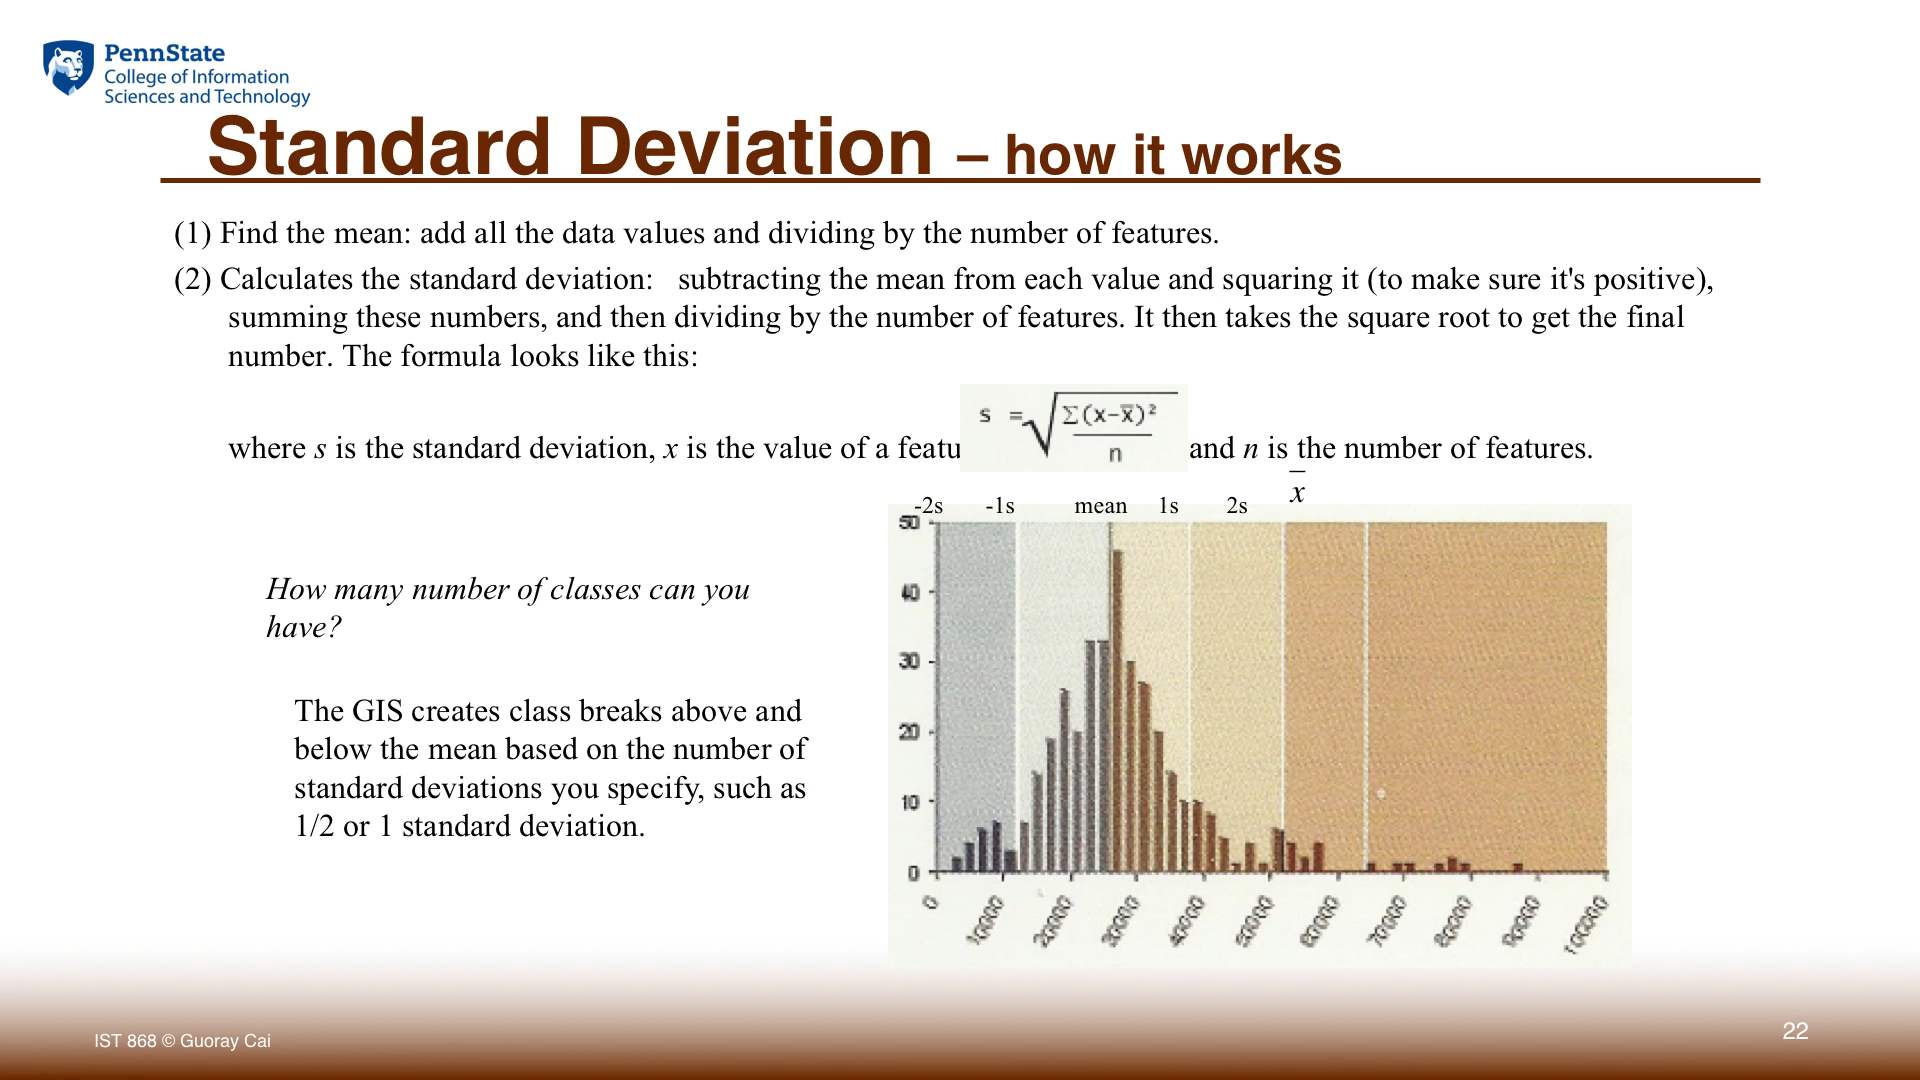 PennState
College of Information
Sciences and Technology
Standard Deviation – how it works
(1) Find the mean: add all the data values and dividing by the number of features.
(2) Calculates the standard deviation: subtracting the mean from each value and squaring it (to make sure it's positive),
summing these numbers, and then dividing by the number of features. It then takes the square root to get the final
number. The formula looks like this:
s = √(Σ(x-x̅)² / n)
where s is the standard deviation, x is the value of a featu and n is the number of features.
x̅
-2s -1s mean 1s 2s
50
40
30
20
10
0
0 10000 20000 30000 40000 50000 60000 70000 80000 90000 100000
How many number of classes can you
have?
The GIS creates class breaks above and
below the mean based on the number of
standard deviations you specify, such as
1/2 or 1 standard deviation.
IST 868 © Guoray Cai
22